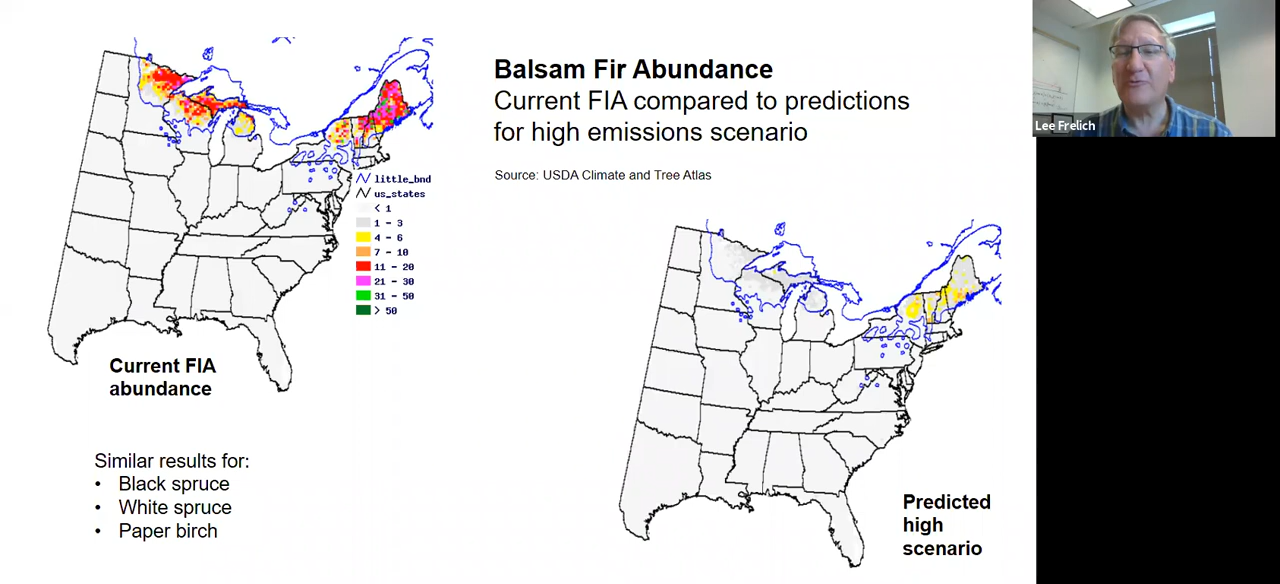 Balsam Fir Abundance
Current FIA compared to predictions
for high emissions scenario
Source: USDA Climate and Tree Atlas
Lee Frelich
little_bnd
us_states
< 1
1 - 3
4 - 6
7 - 10
11 - 20
21 - 30
31 - 50
> 50
Current FIA
abundance
Similar results for:
• Black spruce
• White spruce
• Paper birch
Predicted
high
scenario